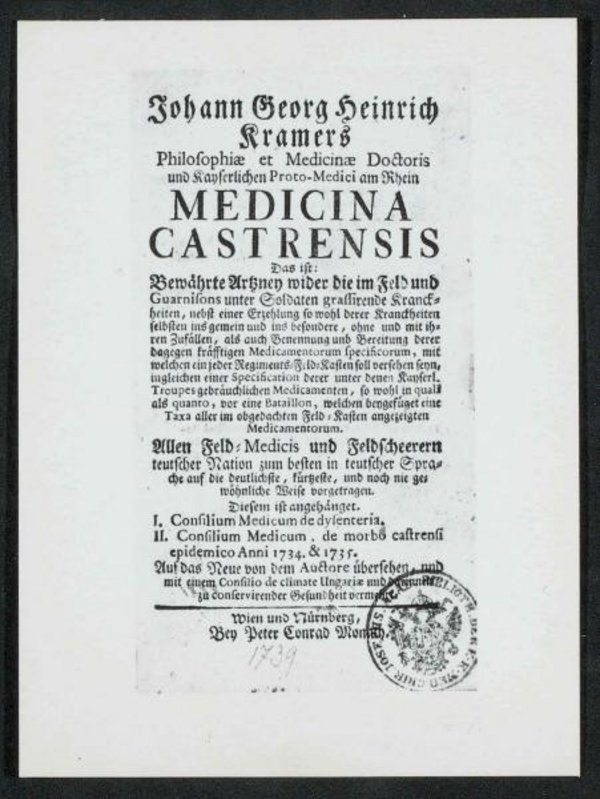 Johann Georg Heinrich
Kramers
Philosophiæ et Medicinæ Doctoris
und Kayserlichen Proto-Medici am Rhein
MEDICINA
CASTRENSIS
Das ist:
Bewährte Artzney wider die im Feld und
Guarnisons unter Soldaten grassirende Kranck-
heiten, nebst einer Erzehlung so wohl derer Kranckheiten
selbsten ins gemein und ins besondere, ohne und mit ih-
ren Zufällen, als auch Benennung und Bereitung derer
dagegen kräfftigen Medicamentorum specificorum, mit
welchen ein jeder Regiments-Feld-Kasten soll versehen seyn,
ingleichen einer Specification derer unter denen Kayserl.
Troupes gebräuchlichen Medicamenten, so wohl in quali
als quanto, vor eine Bataillon, welchen beygefüget eine
Taxa aller im obgedachten Feld-Kasten angezeigten
Medicamentorum.
Allen Feld-Medicis und Feldscheerern
teutscher Nation zum besten in teutscher Spra-
che auf die deutlichste, kürtzeste, und noch nie ge-
wöhnliche Weise vorgetragen.
Diesem ist angehänget.
I. Consilium Medicum de dysenteria.
II. Consilium Medicum, de morbo castrensi
epidemico Anni 1734. & 1735.
Auf das Neue von dem Auctore übersehen, und
mit einem Consilio de climate Ungariæ und
zu conservirender Gesundheit vermehrt
Wien und Nürnberg,
Bey Peter Conrad Monath.
1739